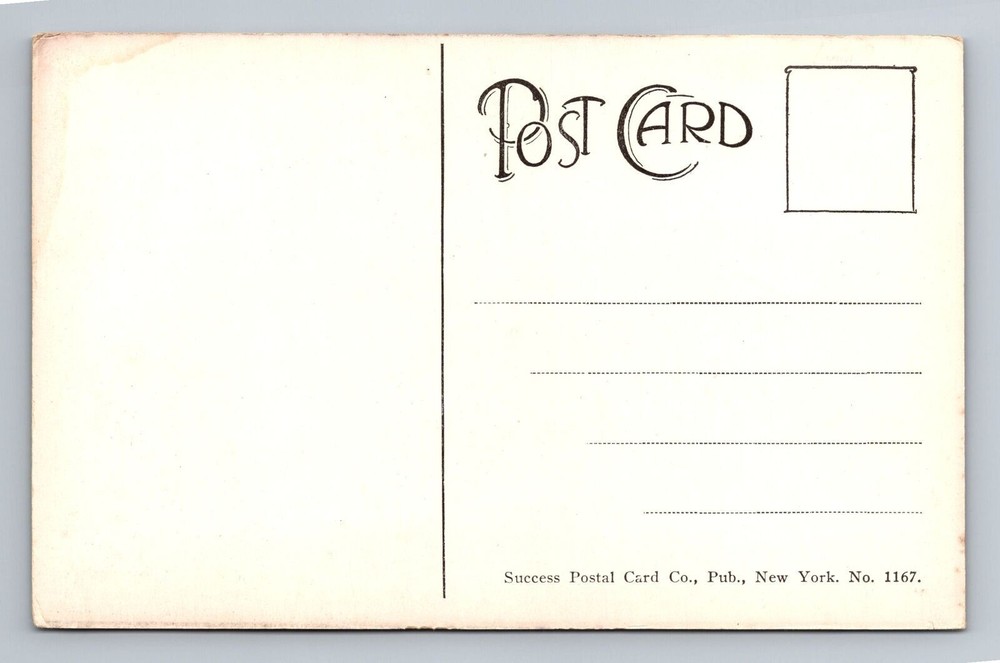 Post Card
Success Postal Card Co., Pub., New York. No. 1167.